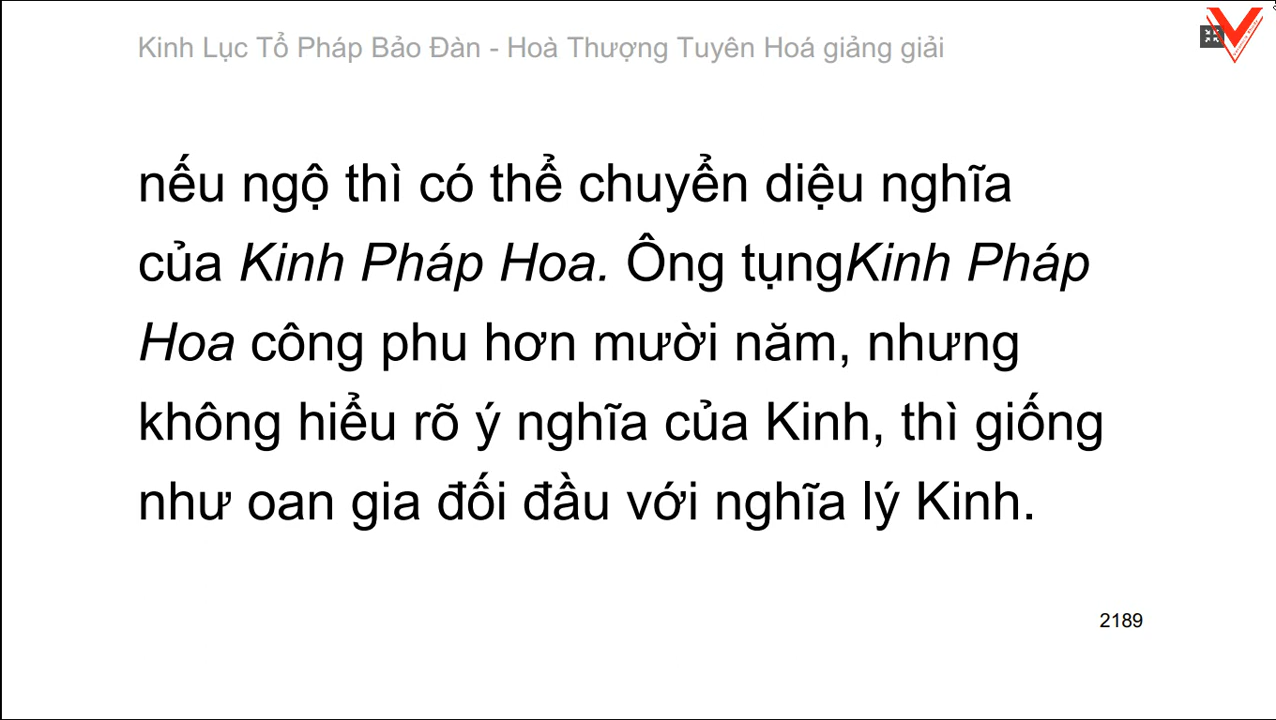 Kinh Lục Tổ Pháp Bảo Đàn - Hoà Thượng Tuyên Hoá giảng giải
nếu ngộ thì có thể chuyển diệu nghĩa
của Kinh Pháp Hoa. Ông tụngKinh Pháp
Hoa công phu hơn mười năm, nhưng
không hiểu rõ ý nghĩa của Kinh, thì giống
như oan gia đối đầu với nghĩa lý Kinh.
2189